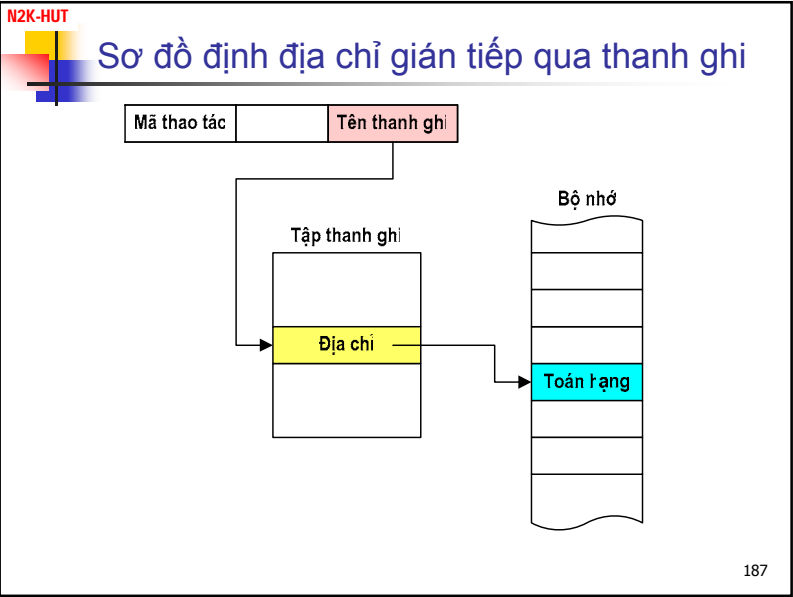 N2K-HUT
Sơ đồ định địa chỉ gián tiếp qua thanh ghi
Mã thao tác
Tên thanh ghi
Bộ nhớ
Tập thanh ghi
Địa chỉ
Toán hạng
187